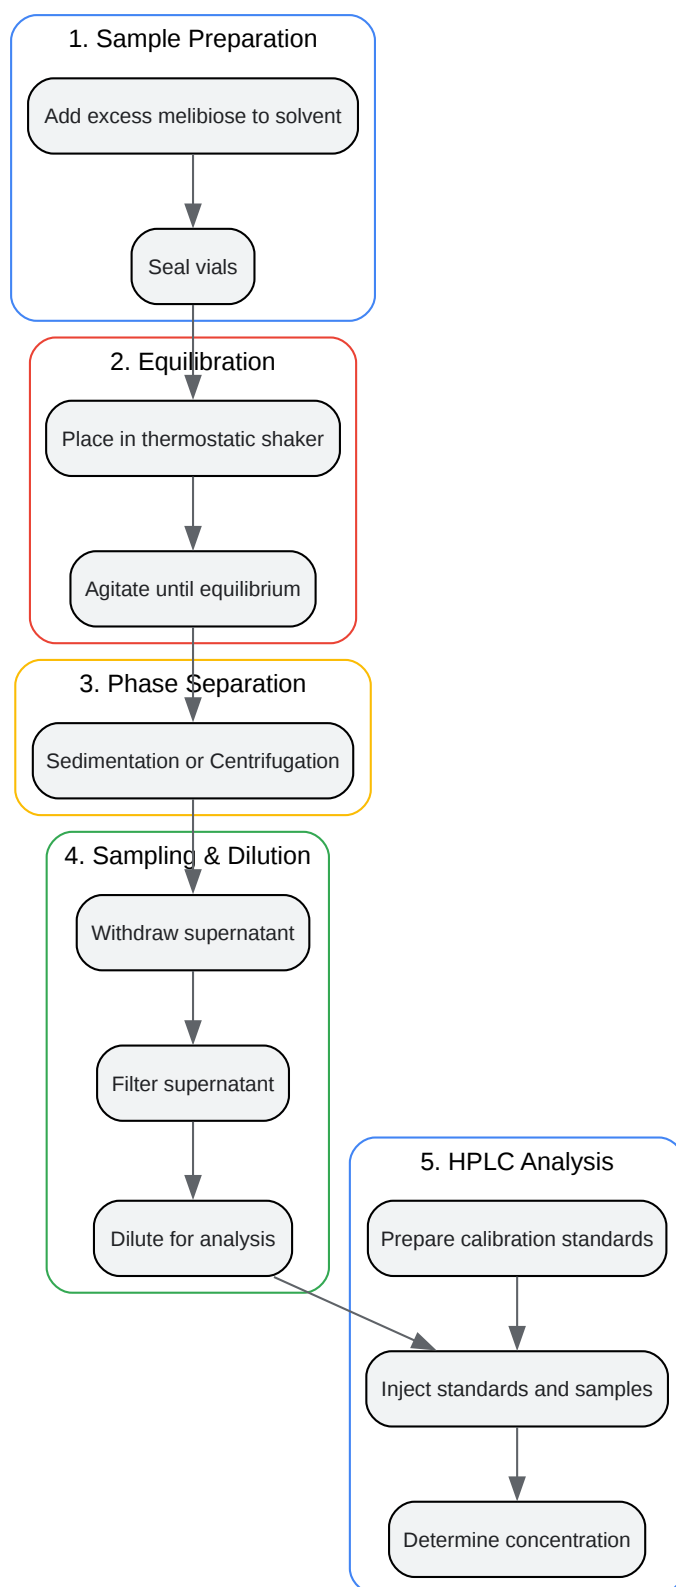 1. Sample Preparation
Add excess melibiose to solvent
Seal vials
2. Equilibration
Place in thermostatic shaker
Agitate until equilibrium
3. Phase Separation
Sedimentation or Centrifugation
4. Sampling & Dilution
Withdraw supernatant
Filter supernatant
Dilute for analysis
5. HPLC Analysis
Prepare calibration standards
Inject standards and samples
Determine concentration